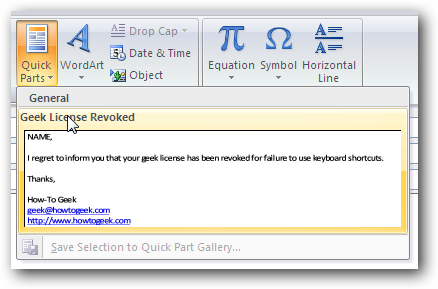 Quick Parts
WordArt
Drop Cap
Date & Time
Object
Equation
Symbol
Horizontal Line
General
Geek License Revoked
NAME,
I regret to inform you that your geek license has been revoked for failure to use keyboard shortcuts.
Thanks,
How-To Geek
geek@howtogeek.com
http://www.howtogeek.com
Save Selection to Quick Part Gallery...